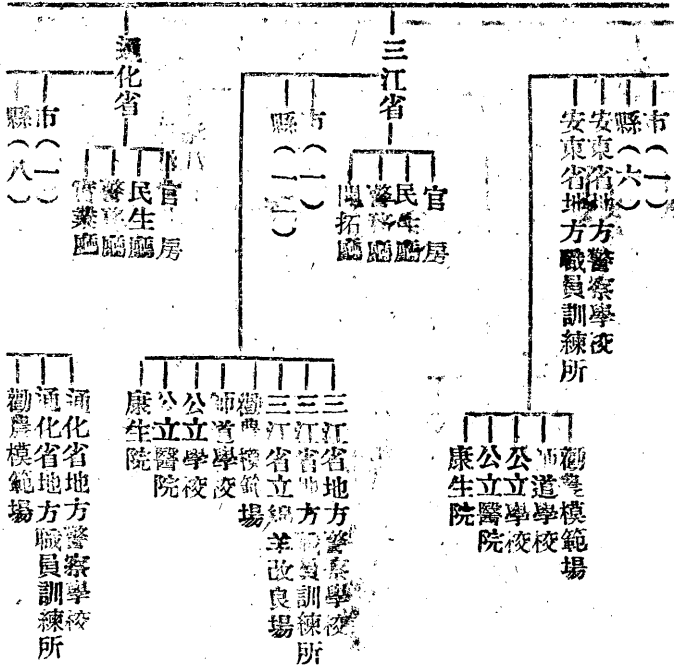 市(一)
縣(六)
安東省地方警察學校
安東省地方職員訓練所
勸農模範場
師道學校
公立學校
公立醫院
康生院
三江省
官房
民生廳
警務廳
開拓廳
市(一)
三江省地方警察學校
三江省地方職員訓練所
三江省立緬羊改良場
勸農模範場
師道學校
公立學校
公立醫院
康生院
通化省
官房
民生廳
警務廳
實業廳
市(一)
縣(八)
通化省地方警察學校
通化省地方職員訓練所
勸農模範場